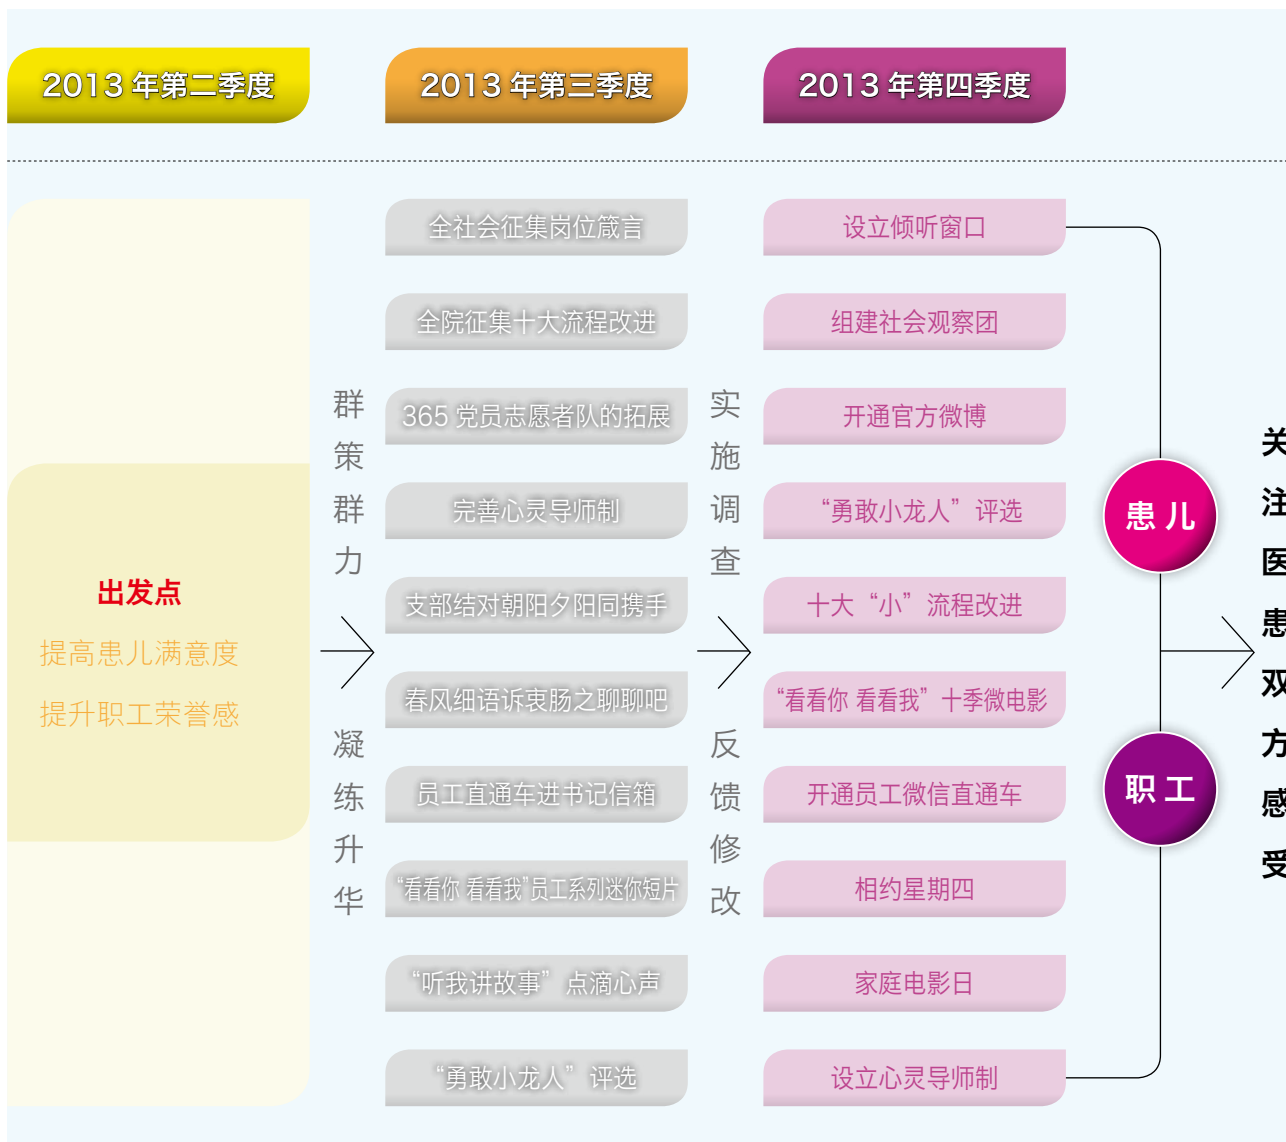 2013 年第二季度
2013 年第三季度
2013 年第四季度
出发点
提高患儿满意度
提升职工荣誉感
群策群力
凝练升华
全社会征集岗位箴言
全院征集十大流程改进
365 党员志愿者队的拓展
完善心灵导师制
支部结对朝阳夕阳同携手
春风细语诉衷肠之聊聊吧
员工直通车进书记信箱
“看看你 看看我”员工系列迷你短片
“听我讲故事”点滴心声
“勇敢小龙人”评选
实施调查
反馈修改
设立倾听窗口
组建社会观察团
开通官方微博
“勇敢小龙人”评选
十大“小”流程改进
“看看你 看看我”十季微电影
开通员工微信直通车
相约星期四
家庭电影日
设立心灵导师制
患 儿
职 工
关注医患双方感受